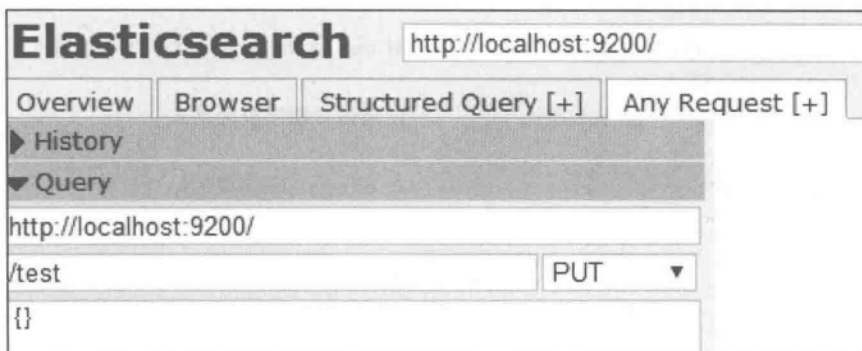 Elasticsearch http://localhost:9200/
Overview Browser Structured Query [+] Any Request [+]
History
Query
http://localhost:9200/
/test PUT
{}